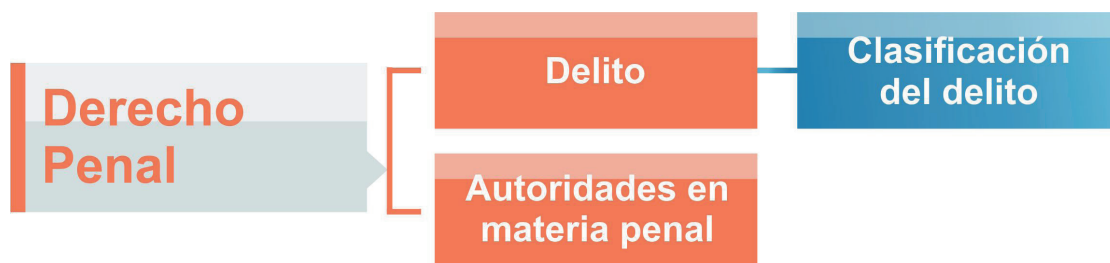 Derecho
Penal
Delito
Clasificación
del delito
Autoridades en
materia penal